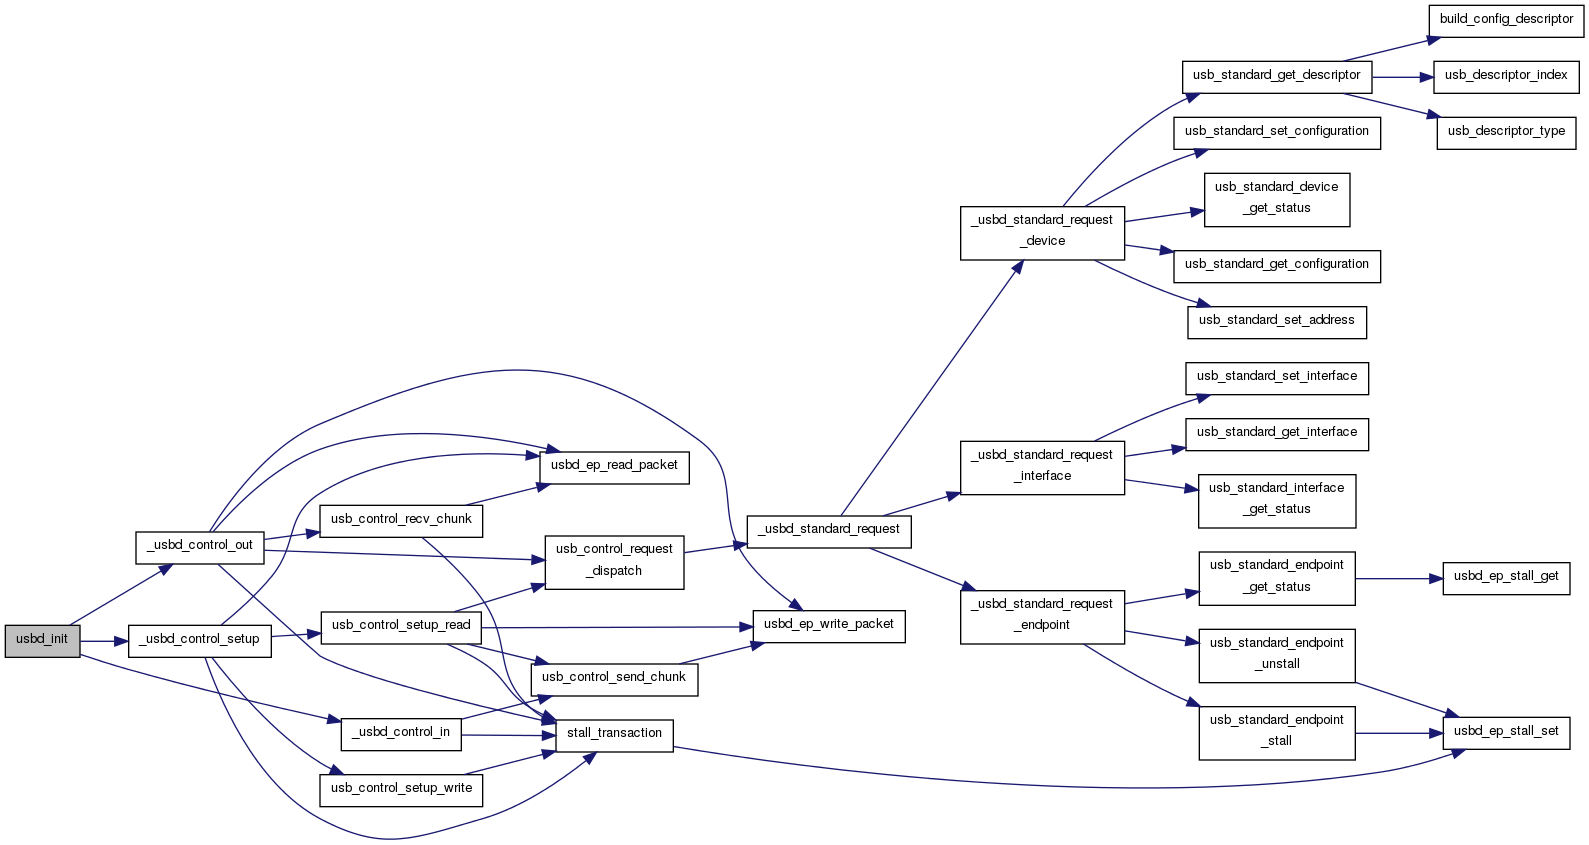 build_config_descriptor
usb_standard_get_descriptor
usb_descriptor_index
usb_standard_set_configuration
usb_descriptor_type
usb_standard_device
_get_status
_usbd_standard_request
_device
usb_standard_get_configuration
usb_standard_set_address
usb_standard_set_interface
usb_standard_get_interface
_usbd_standard_request
_interface
usb_standard_interface
_get_status
usbd_ep_read_packet
usb_control_recv_chunk
_usbd_standard_request
_usbd_control_out
usb_control_request
_dispatch
usb_standard_endpoint
_get_status
usbd_ep_stall_get
_usbd_standard_request
_endpoint
usbd_init
_usbd_control_setup
usb_control_setup_read
usbd_ep_write_packet
usb_standard_endpoint
_unstall
usb_control_send_chunk
_usbd_control_in
stall_transaction
usb_standard_endpoint
_stall
usbd_ep_stall_set
usb_control_setup_write